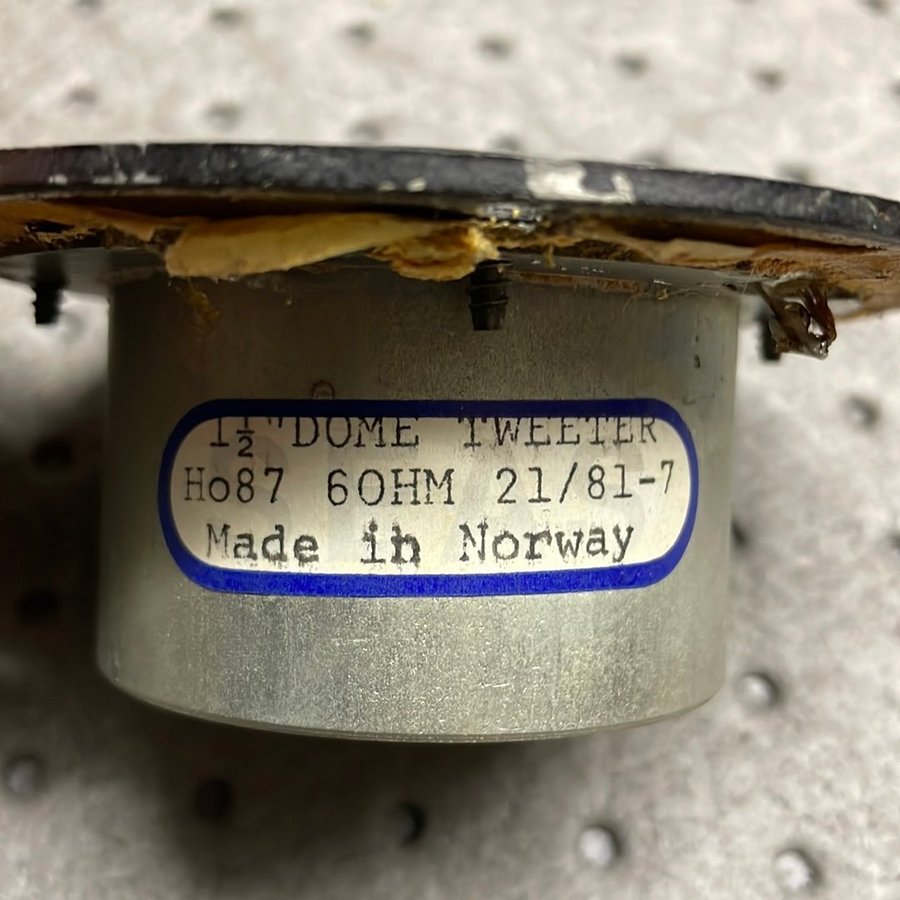 1½"DOME TWEETER
Ho87 6OHM 21/81-7
Made in Norway